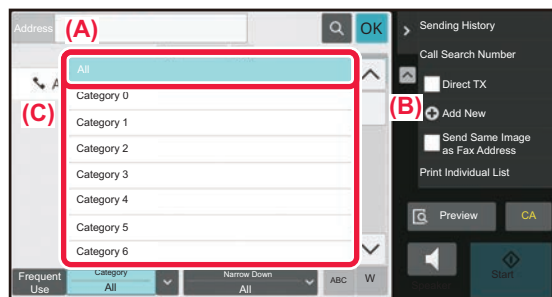 Address
(A)
OK
Sending History
Call Search Number
All
A
Direct TX
Category 0
(C)
(B)
Add New
Category 1
Category 2
Send Same Image
as Fax Address
Category 3
Print Individual List
Category 4
Category 5
Preview
CA
Category 6
Frequent
Use
Category
All
Narrow Down
All
ABC
W
Speaker
Start